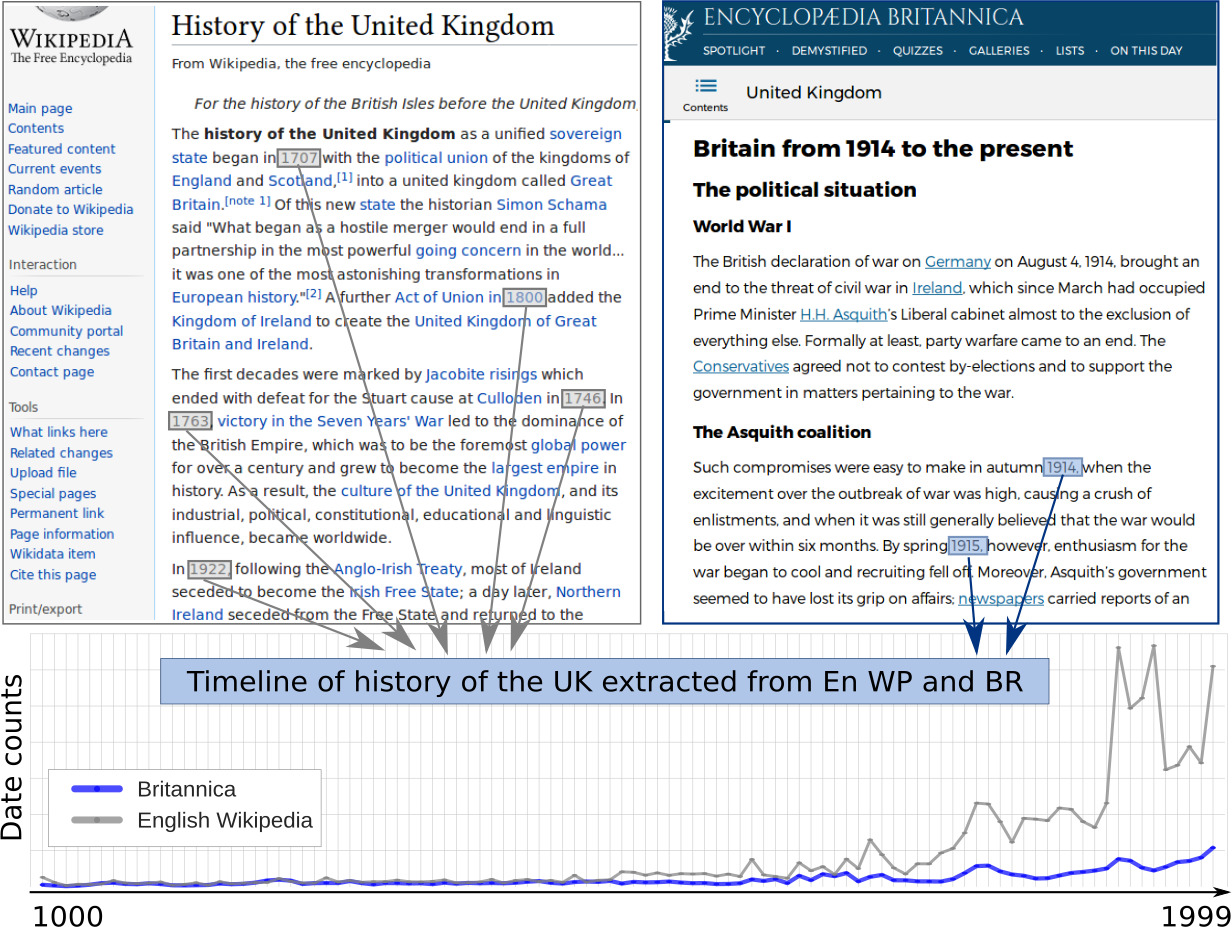 WIKIPEDIA
The Free Encyclopedia
Main page
Contents
Featured content
Current events
Random article
Donate to Wikipedia
Wikipedia store
Interaction
Help
About Wikipedia
Community portal
Recent changes
Contact page
Tools
What links here
Related changes
Upload file
Special pages
Permanent link
Page information
Wikidata item
Cite this page
Print/export
History of the United Kingdom
From Wikipedia, the free encyclopedia
For the history of the British Isles before the United Kingdom,
The history of the United Kingdom as a unified sovereign
state began in 1707 with the political union of the kingdoms of
England and Scotland,[1] into a united kingdom called Great
Britain.[note 1] Of this new state the historian Simon Schama
said "What began as a hostile merger would end in a full
partnership in the most powerful going concern in the world...
it was one of the most astonishing transformations in
European history."[2] A further Act of Union in 1800 added the
Kingdom of Ireland to create the United Kingdom of Great
Britain and Ireland.
The first decades were marked by Jacobite risings which
ended with defeat for the Stuart cause at Culloden in 1746. In
1763, victory in the Seven Years' War led to the dominance of
the British Empire, which was to be the foremost global power
for over a century and grew to become the largest empire in
history. As a result, the culture of the United Kingdom, and its
industrial, political, constitutional, educational and linguistic
influence, became worldwide.
In 1922, following the Anglo-Irish Treaty, most of Ireland
seceded to become the Irish Free State; a day later, Northern
Ireland seceded from the Free State and returned to the
ENCYCLOPÆDIA BRITANNICA
SPOTLIGHT · DEMYSTIFIED · QUIZZES · GALLERIES · LISTS · ON THIS DAY
Contents
United Kingdom
Britain from 1914 to the present
The political situation
World War I
The British declaration of war on Germany on August 4, 1914, brought an
end to the threat of civil war in Ireland, which since March had occupied
Prime Minister H.H. Asquith's Liberal cabinet almost to the exclusion of
everything else. Formally at least, party warfare came to an end. The
Conservatives agreed not to contest by-elections and to support the
government in matters pertaining to the war.
The Asquith coalition
Such compromises were easy to make in autumn 1914, when the
excitement over the outbreak of war was high, causing a crush of
enlistments, and when it was still generally believed that the war would
be over within six months. By spring 1915, however, enthusiasm for the
war began to cool and recruiting fell off. Moreover, Asquith's government
seemed to have lost its grip on affairs; newspapers carried reports of an
Timeline of history of the UK extracted from En WP and BR
Date counts
Britannica
English Wikipedia
1000
1999